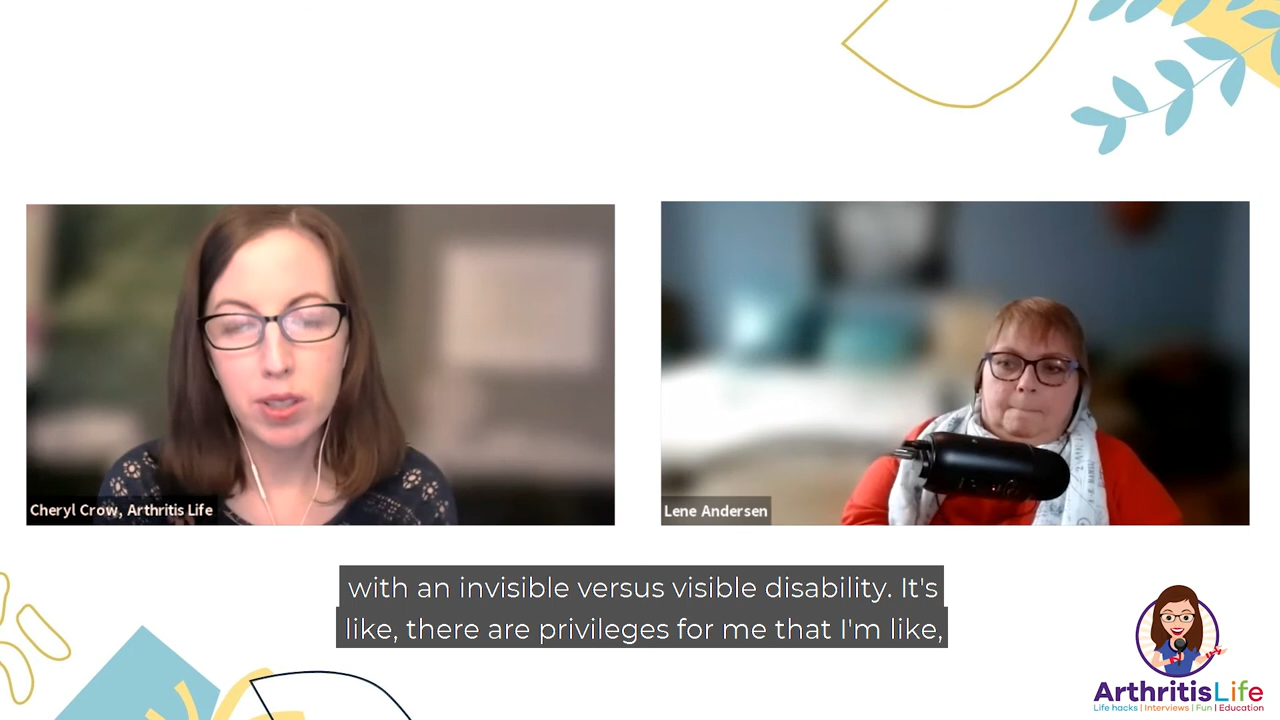 Cheryl Crow, Arthritis Life
Lene Andersen
with an invisible versus visible disability. It's
like, there are privileges for me that I'm like,
ArthritisLife
Life hacks | Interviews | Fun | Education